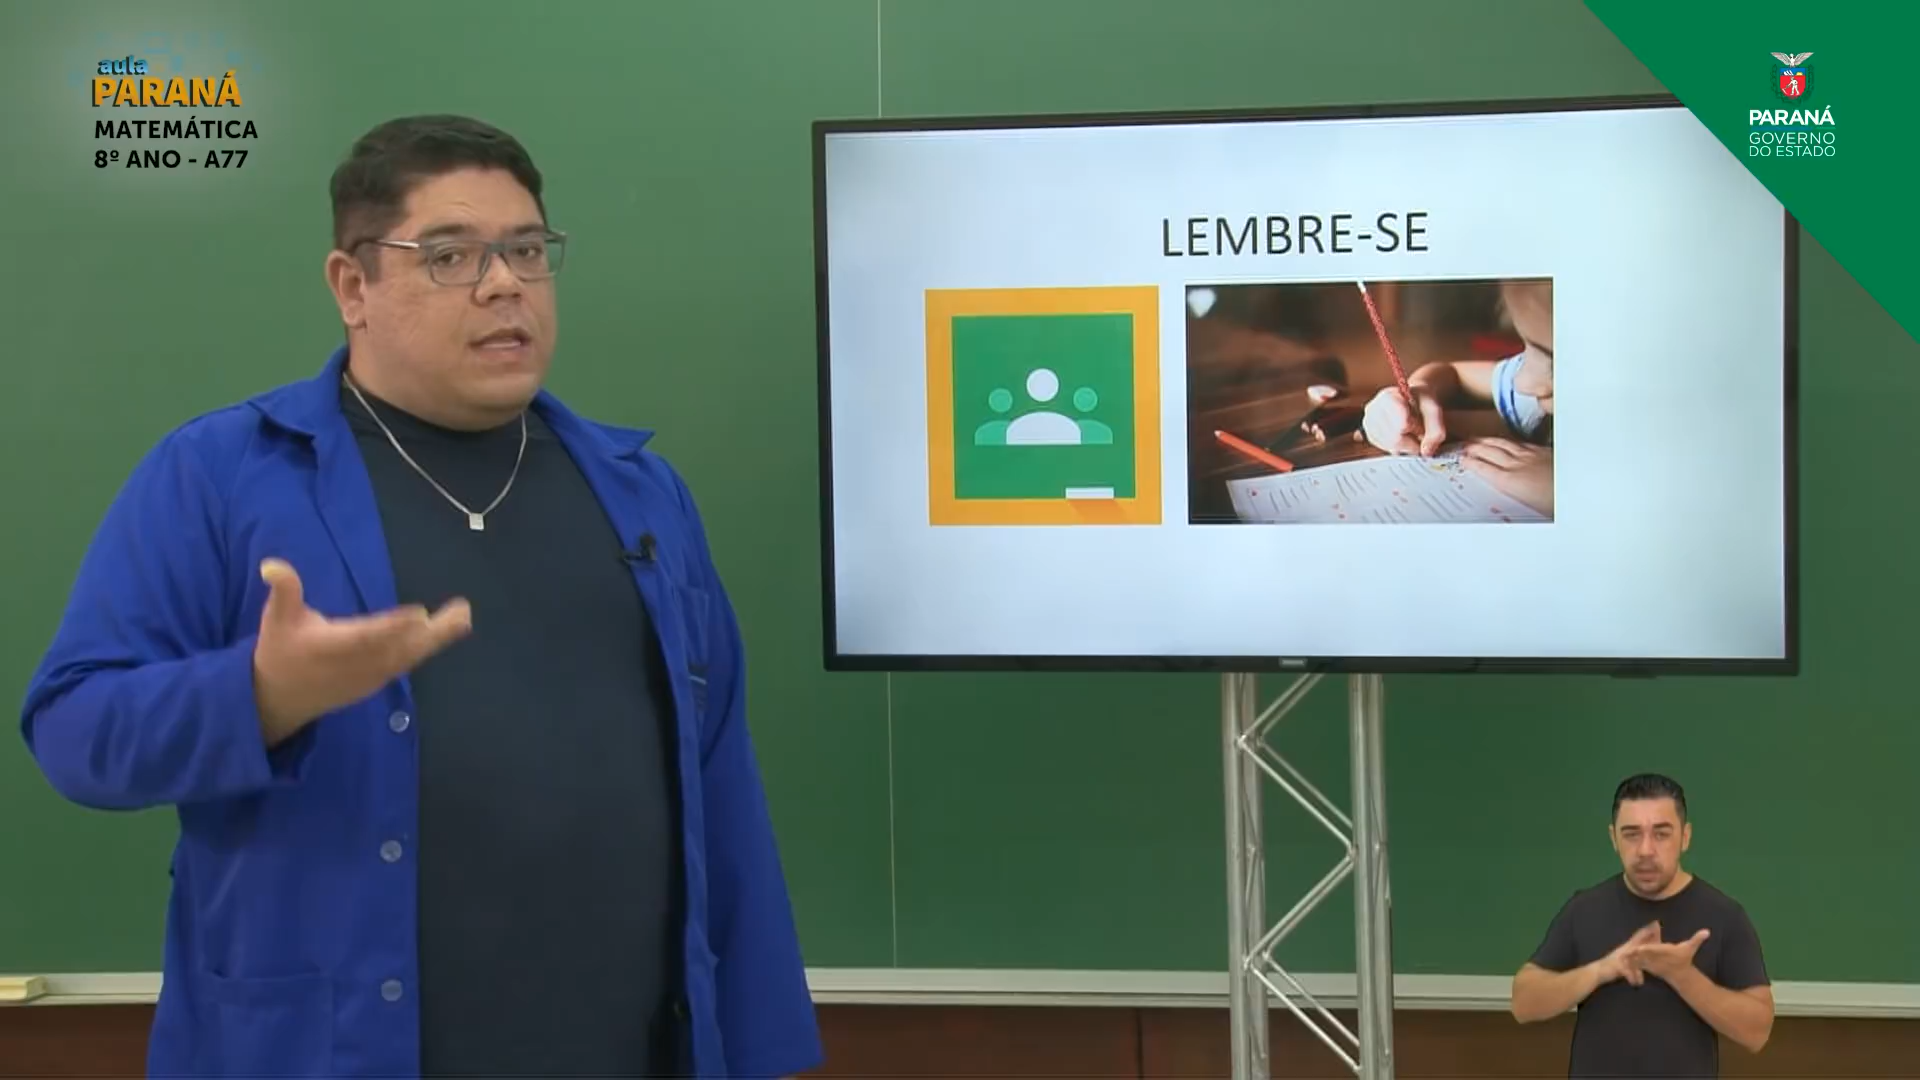 aula
PARANÁ
MATEMÁTICA
8º ANO - A77
LEMBRE-SE
PARANÁ
GOVERNO
DO ESTADO